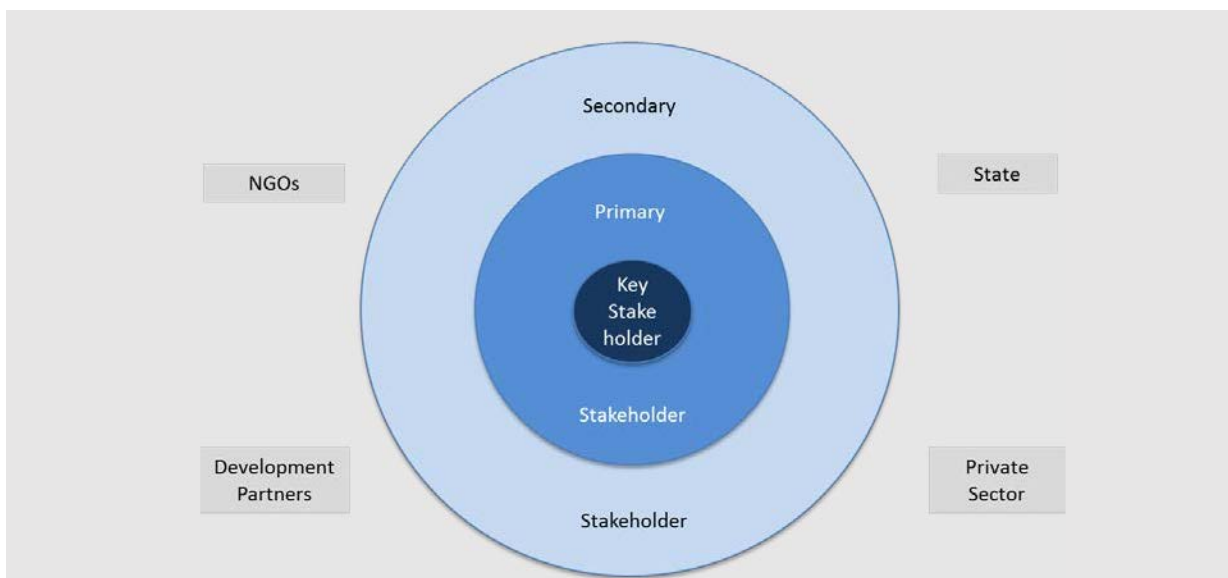 Secondary
NGOs
State
Primary
Key
Stake
holder
Stakeholder
Development
Partners
Private
Sector
Stakeholder